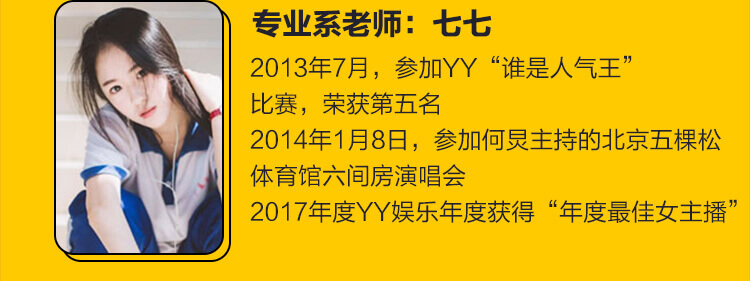 专业系老师：七七
2013年7月，参加YY“谁是人气王”
比赛，荣获第五名
2014年1月8日，参加何炅主持的北京五棵松
体育馆六间房演唱会
2017年度YY娱乐年度获得“年度最佳女主播”